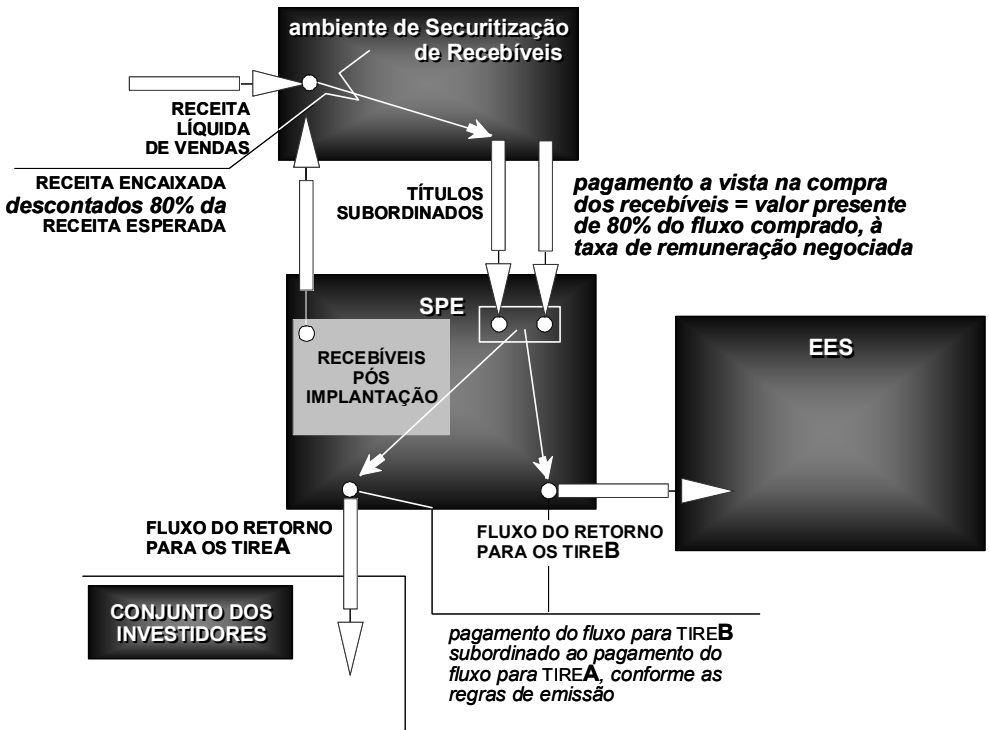 ambiente de Securitização
de Recebíveis
RECEITA
LÍQUIDA
DE VENDAS
RECEITA ENCAIXADA
descontados 80% da
RECEITA ESPERADA
TÍTULOS
SUBORDINADOS
pagamento a vista na compra
dos recebíveis = valor presente
de 80% do fluxo comprado, à
taxa de remuneração negociada
SPE
RECEBÍVEIS
PÓS
IMPLANTAÇÃO
EES
FLUXO DO RETORNO
PARA OS TIREA
FLUXO DO RETORNO
PARA OS TIREB
CONJUNTO DOS
INVESTIDORES
pagamento do fluxo para TIREB
subordinado ao pagamento do
fluxo para TIREA, conforme as
regras de emissão